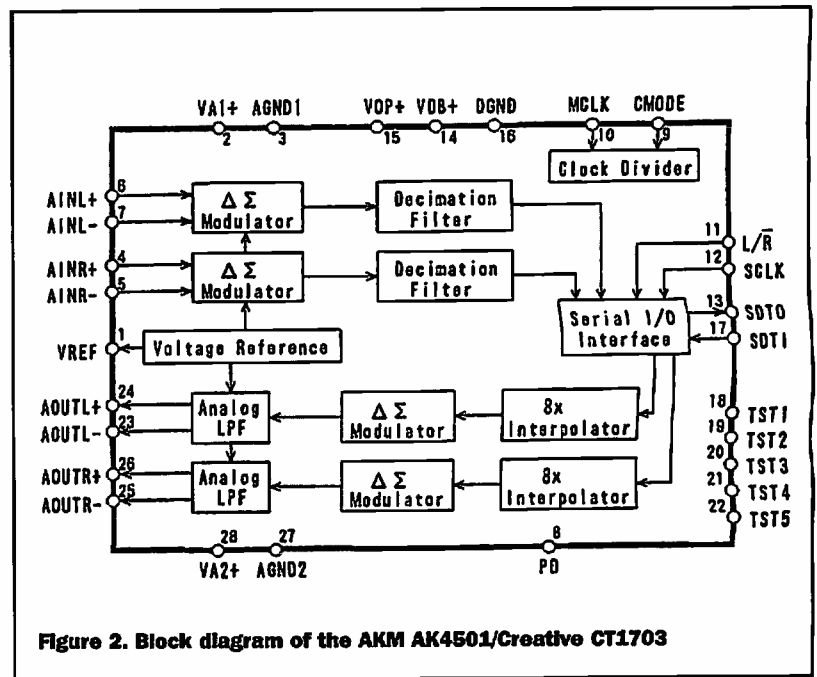 VA1+ AGND1 VOP+ VDB+ DGND MCLK CMODE
2 3 15 14 16 10 9
Clock Divider
AINL+ 6
AINL- 7
ΔΣ Modulator
Decimation Filter
AINR+ 4
AINR- 5
ΔΣ Modulator
Decimation Filter
11 L/R̅
12 SCLK
13 SDTO
17 SDTI
Serial I/O Interface
VREF 1
Voltage Reference
AOUTL+ 24
AOUTL- 23
Analog LPF
ΔΣ Modulator
8x Interpolator
AOUTR+ 26
AOUTR- 25
Analog LPF
ΔΣ Modulator
8x Interpolator
18 TST1
19 TST2
20 TST3
21 TST4
22 TST5
28 27 8
VA2+ AGND2 PD
Figure 2. Block diagram of the AKM AK4501/Creative CT1703